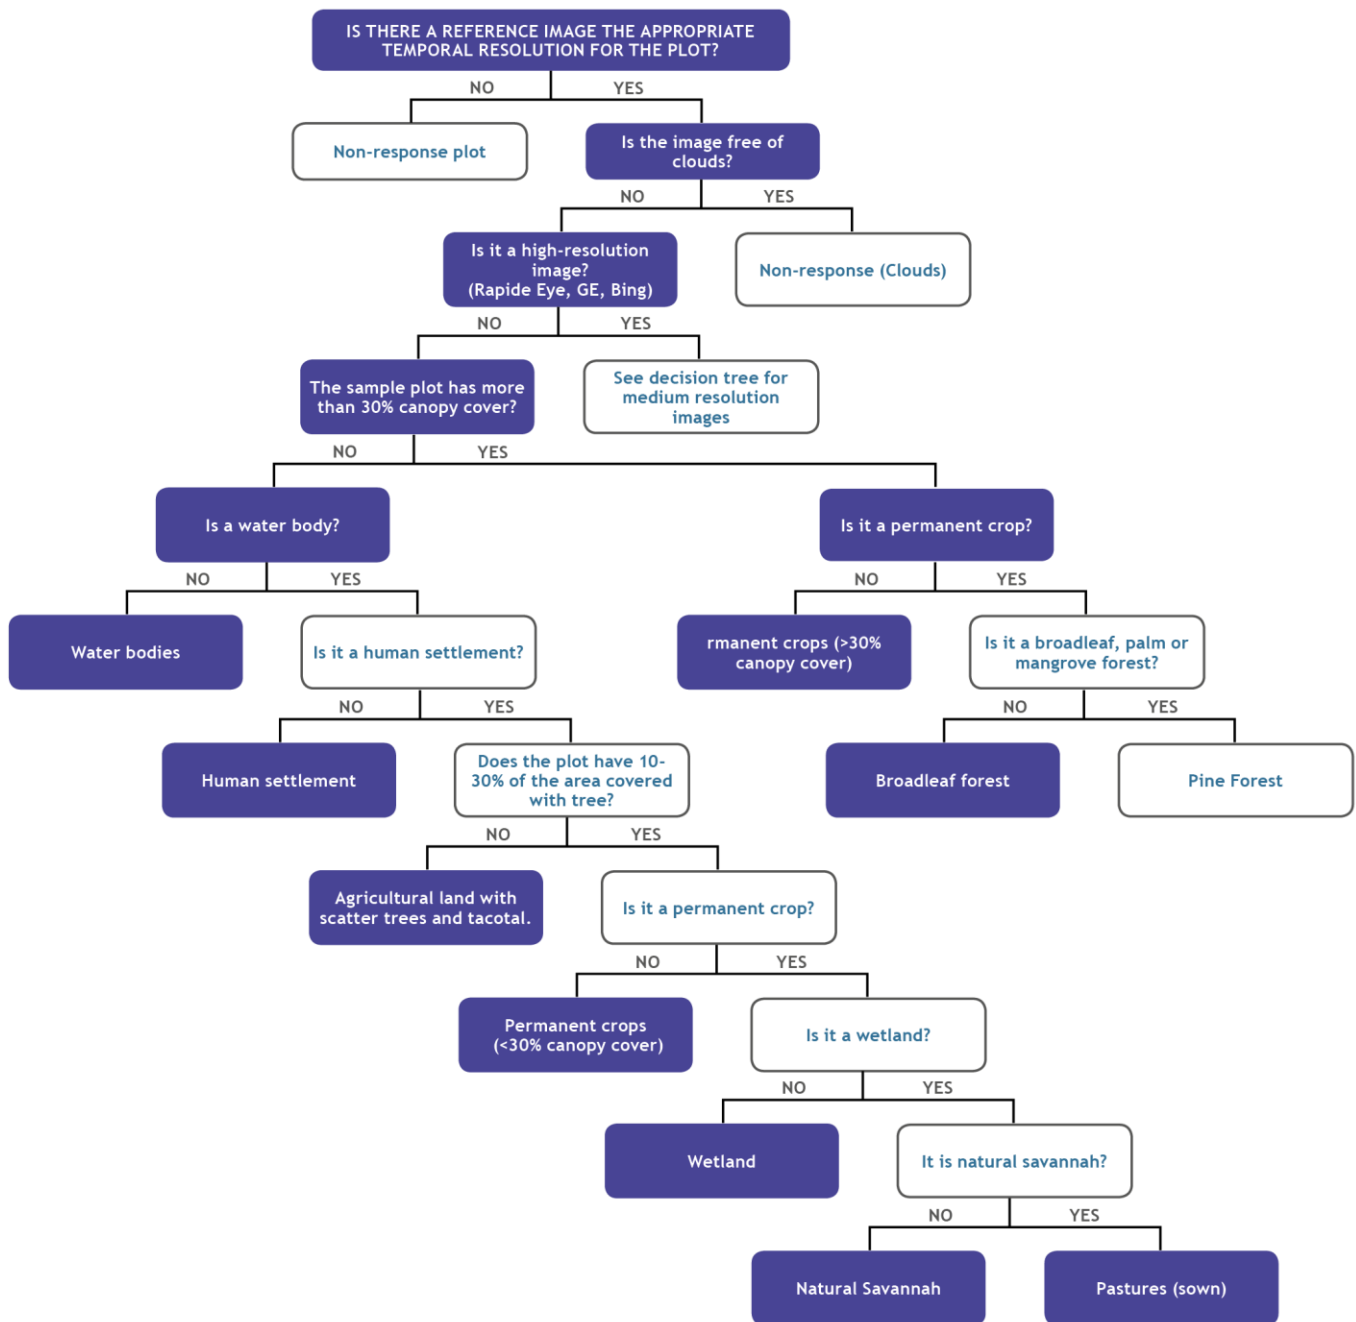 IS THERE A REFERENCE IMAGE THE APPROPRIATE
TEMPORAL RESOLUTION FOR THE PLOT?
NO
YES
Non-response plot
Is the image free of
clouds?
NO
YES
Is it a high-resolution
image?
(Rapide Eye, GE, Bing)
Non-response (Clouds)
NO
YES
The sample plot has more
than 30% canopy cover?
See decision tree for
medium resolution
images
NO
YES
Is a water body?
Is it a permanent crop?
NO
YES
NO
YES
Water bodies
Is it a human settlement?
rmanent crops (>30%
canopy cover)
Is it a broadleaf, palm or
mangrove forest?
NO
YES
NO
YES
Human settlement
Does the plot have 10-
30% of the area covered
with tree?
Broadleaf forest
Pine Forest
NO
YES
Agricultural land with
scatter trees and tacotal.
Is it a permanent crop?
NO
YES
Permanent crops
(<30% canopy cover)
Is it a wetland?
NO
YES
Wetland
It is natural savannah?
NO
YES
Natural Savannah
Pastures (sown)